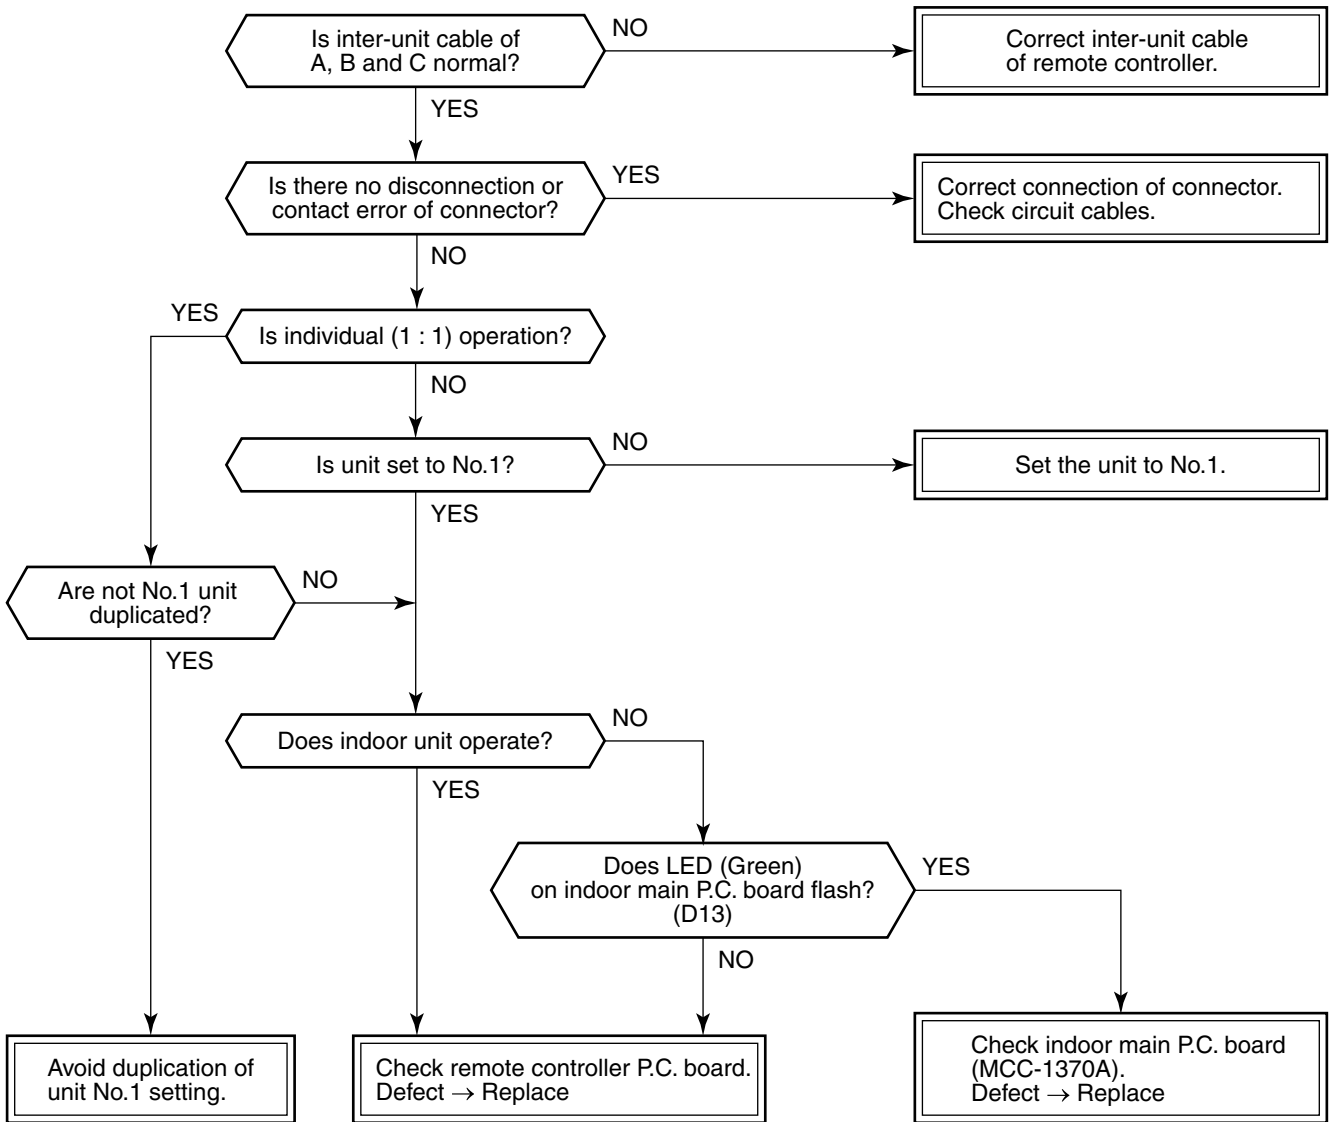 Is inter-unit cable of
A, B and C normal?
NO
Correct inter-unit cable
of remote controller.
YES
Is there no disconnection or
contact error of connector?
YES
Correct connection of connector.
Check circuit cables.
NO
YES
Is individual (1 : 1) operation?
NO
Is unit set to No.1?
NO
Set the unit to No.1.
YES
Are not No.1 unit
duplicated?
NO
YES
Does indoor unit operate?
NO
YES
Does LED (Green)
on indoor main P.C. board flash?
(D13)
YES
NO
Avoid duplication of
unit No.1 setting.
Check remote controller P.C. board.
Defect → Replace
Check indoor main P.C. board
(MCC-1370A).
Defect → Replace